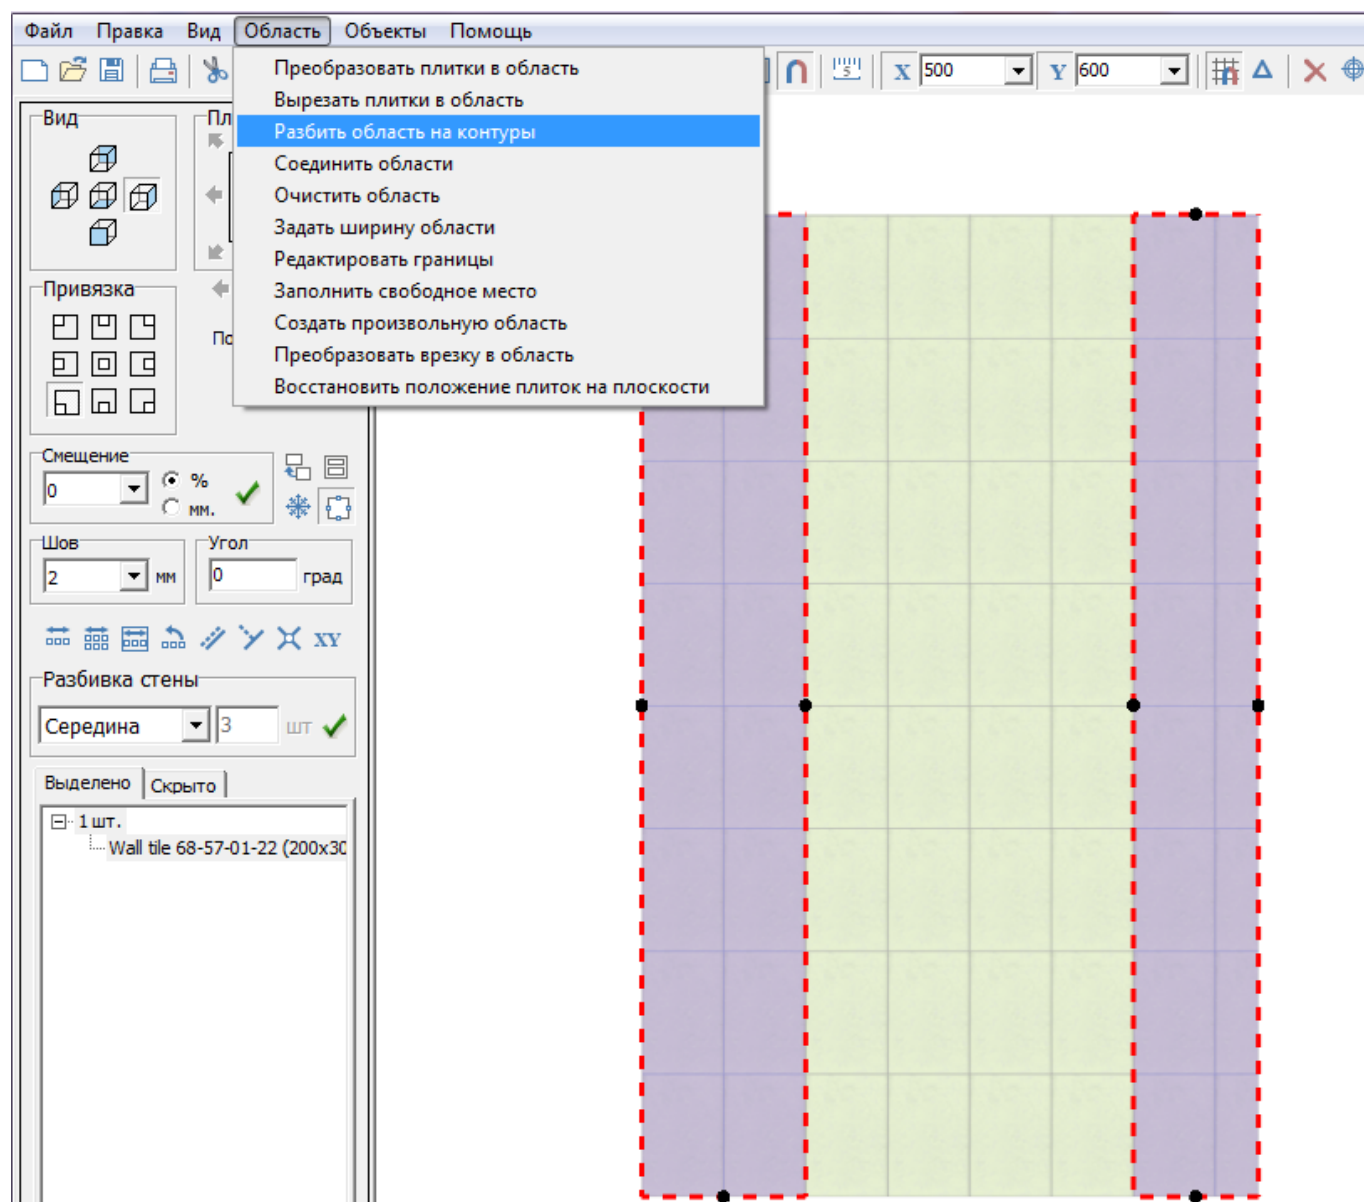 Файл Правка Вид Область Объекты Помощь
X 500 Y 600
Преобразовать плитки в область
Вырезать плитки в область
Разбить область на контуры
Соединить области
Очистить область
Задать ширину области
Редактировать границы
Заполнить свободное место
Создать произвольную область
Преобразовать врезку в область
Восстановить положение плиток на плоскости
Вид Пл
Привязка
По
Смещение
0 %
мм.
Шов Угол
2 мм 0 град
XY
Разбивка стены
Середина 3 шт
Выделено Скрыто
1 шт.
Wall tile 68-57-01-22 (200x30